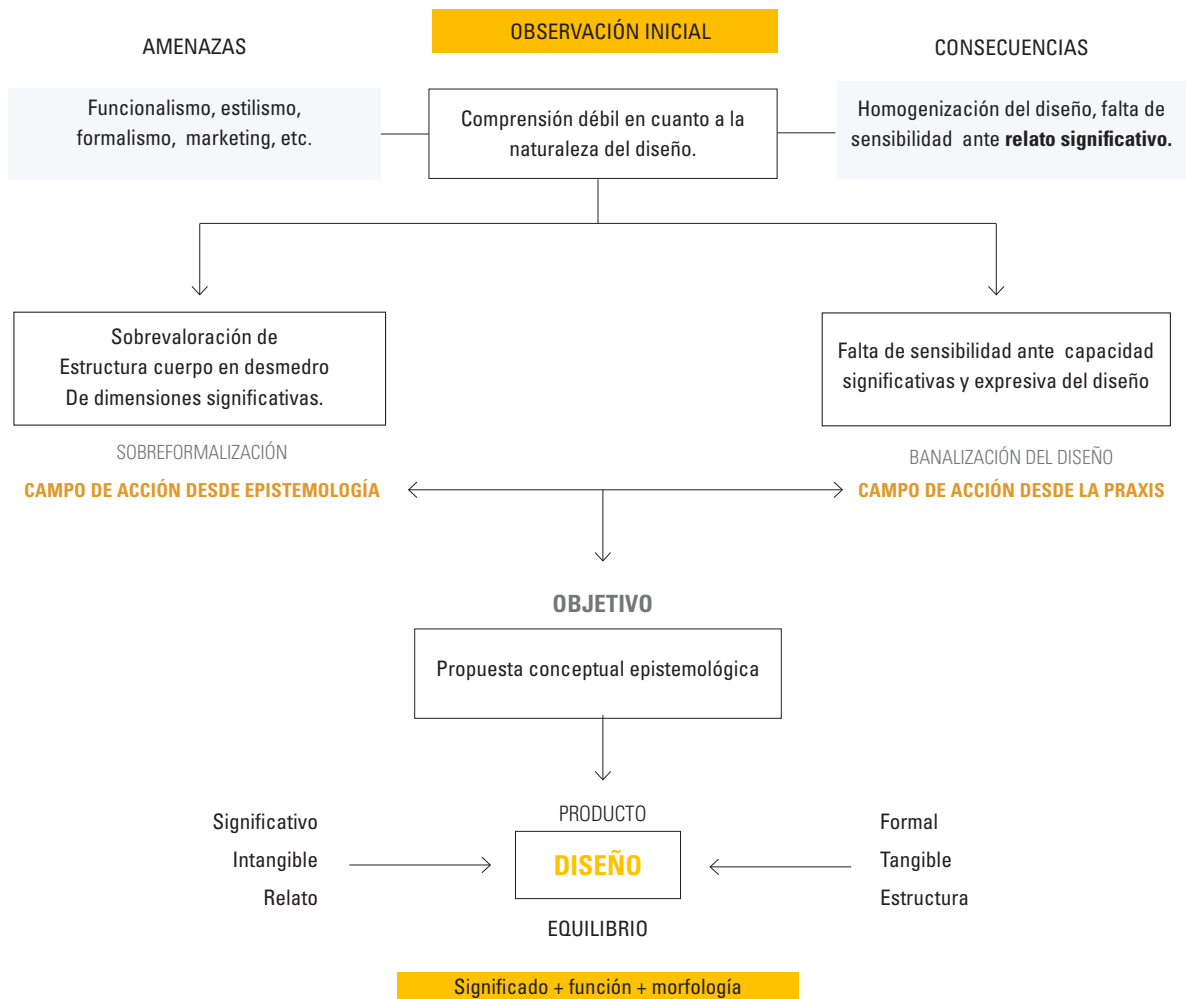 AMENAZAS
OBSERVACIÓN INICIAL
CONSECUENCIAS
Funcionalismo, estilismo,
formalismo, marketing, etc.
Comprensión débil en cuanto a la
naturaleza del diseño.
Homogenización del diseño, falta de
sensibilidad ante relato significativo.
Sobrevaloración de
Estructura cuerpo en desmedro
De dimensiones significativas.
Falta de sensibilidad ante capacidad
significativas y expresiva del diseño
SOBREFORMALIZACIÓN
CAMPO DE ACCIÓN DESDE EPISTEMOLOGÍA
BANALIZACIÓN DEL DISEÑO
CAMPO DE ACCIÓN DESDE LA PRAXIS
OBJETIVO
Propuesta conceptual epistemológica
Significativo
Intangible
Relato
PRODUCTO
DISEÑO
EQUILIBRIO
Formal
Tangible
Estructura
Significado + función + morfología